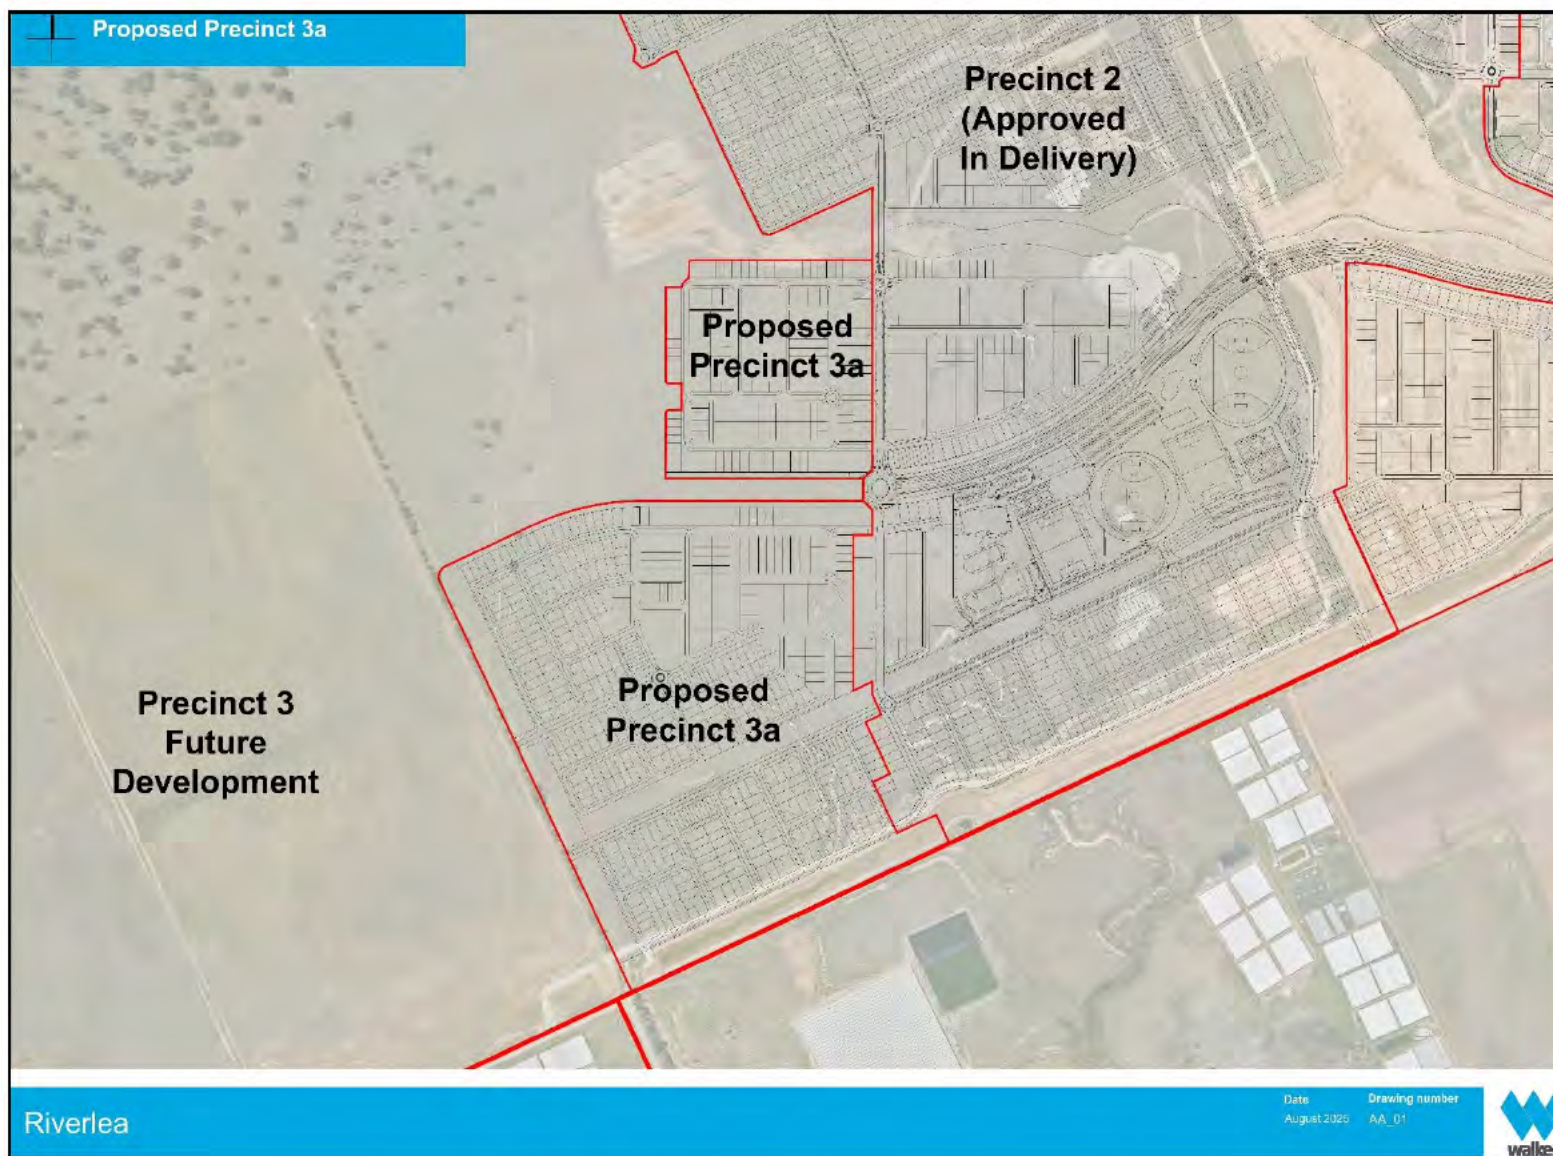 Proposed Precinct 3a
Precinct 2
(Approved
In Delivery)
Proposed
Precinct 3a
Proposed
Precinct 3a
Precinct 3
Future
Development
Riverlea
Date
August 2025
Drawing number
AA_01
walke